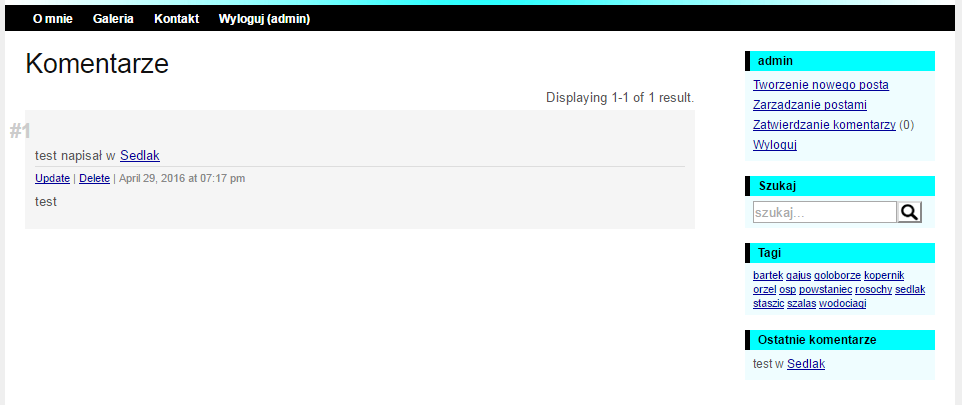 O mnie Galeria Kontakt Wyloguj (admin)
Komentarze
Displaying 1-1 of 1 result.
#1
test napisał w Sedlak
Update | Delete | April 29, 2016 at 07:17 pm
test
admin
Tworzenie nowego posta
Zarzadzanie postami
Zatwierdzanie komentarzy (0)
Wyloguj
Szukaj
szukaj...
Tagi
bartek gajus goloborze kopernik
orzel osp powstaniec rosochy sedlak
staszic szalas wodociagi
Ostatnie komentarze
test w Sedlak